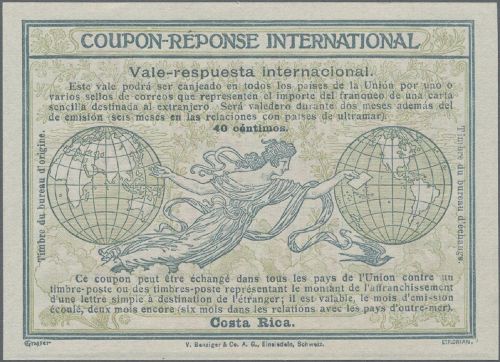 COUPON-RÉPONSE INTERNATIONAL
Vale-respuesta internacional.
Este vale podrá ser canjeado en todos los países de la Unión por uno o
varios sellos de correos que representen el importe del franqueo de una carta
sencilla destinada al extranjero. Será valedero durante dos meses además del
de emisión (seis meses en las relaciones con países de ultramar).
40 céntimos.
Timbre du bureau d'origine.
Timbre du bureau d'échange.
Ce coupon peut être échangé dans tous les pays de l'Union contre un
timbre-poste ou des timbres-poste représentant le montant de l'affranchissement
d'une lettre simple à destination de l'étranger; il est valable, le mois d'émission
écoulé, deux mois encore (six mois dans les relations avec les pays d'outre-mer).
Costa Rica.
Grasset
V. Benziger & Co. A. G., Einsiedeln, Schweiz.
E. FLORIAN.